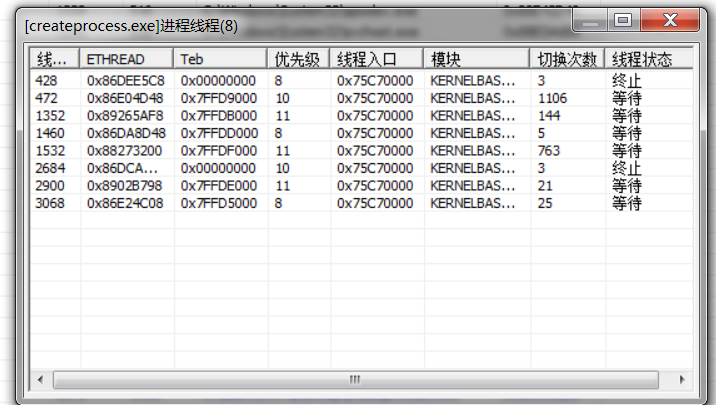 [createprocess.exe]进程线程(8)
线... ETHREAD Teb 优先级 线程入口 模块 切换次数 线程状态
428 0x86DEE5C8 0x00000000 8 0x75C70000 KERNELBAS... 3 终止
472 0x86E04D48 0x7FFD9000 10 0x75C70000 KERNELBAS... 1106 等待
1352 0x89265AF8 0x7FFDB000 11 0x75C70000 KERNELBAS... 144 等待
1460 0x86DA8D48 0x7FFDD000 8 0x75C70000 KERNELBAS... 5 等待
1532 0x88273200 0x7FFDF000 11 0x75C70000 KERNELBAS... 763 等待
2684 0x86DCA... 0x00000000 10 0x75C70000 KERNELBAS... 3 终止
2900 0x8902B798 0x7FFDE000 11 0x75C70000 KERNELBAS... 21 等待
3068 0x86E24C08 0x7FFD5000 8 0x75C70000 KERNELBAS... 25 等待